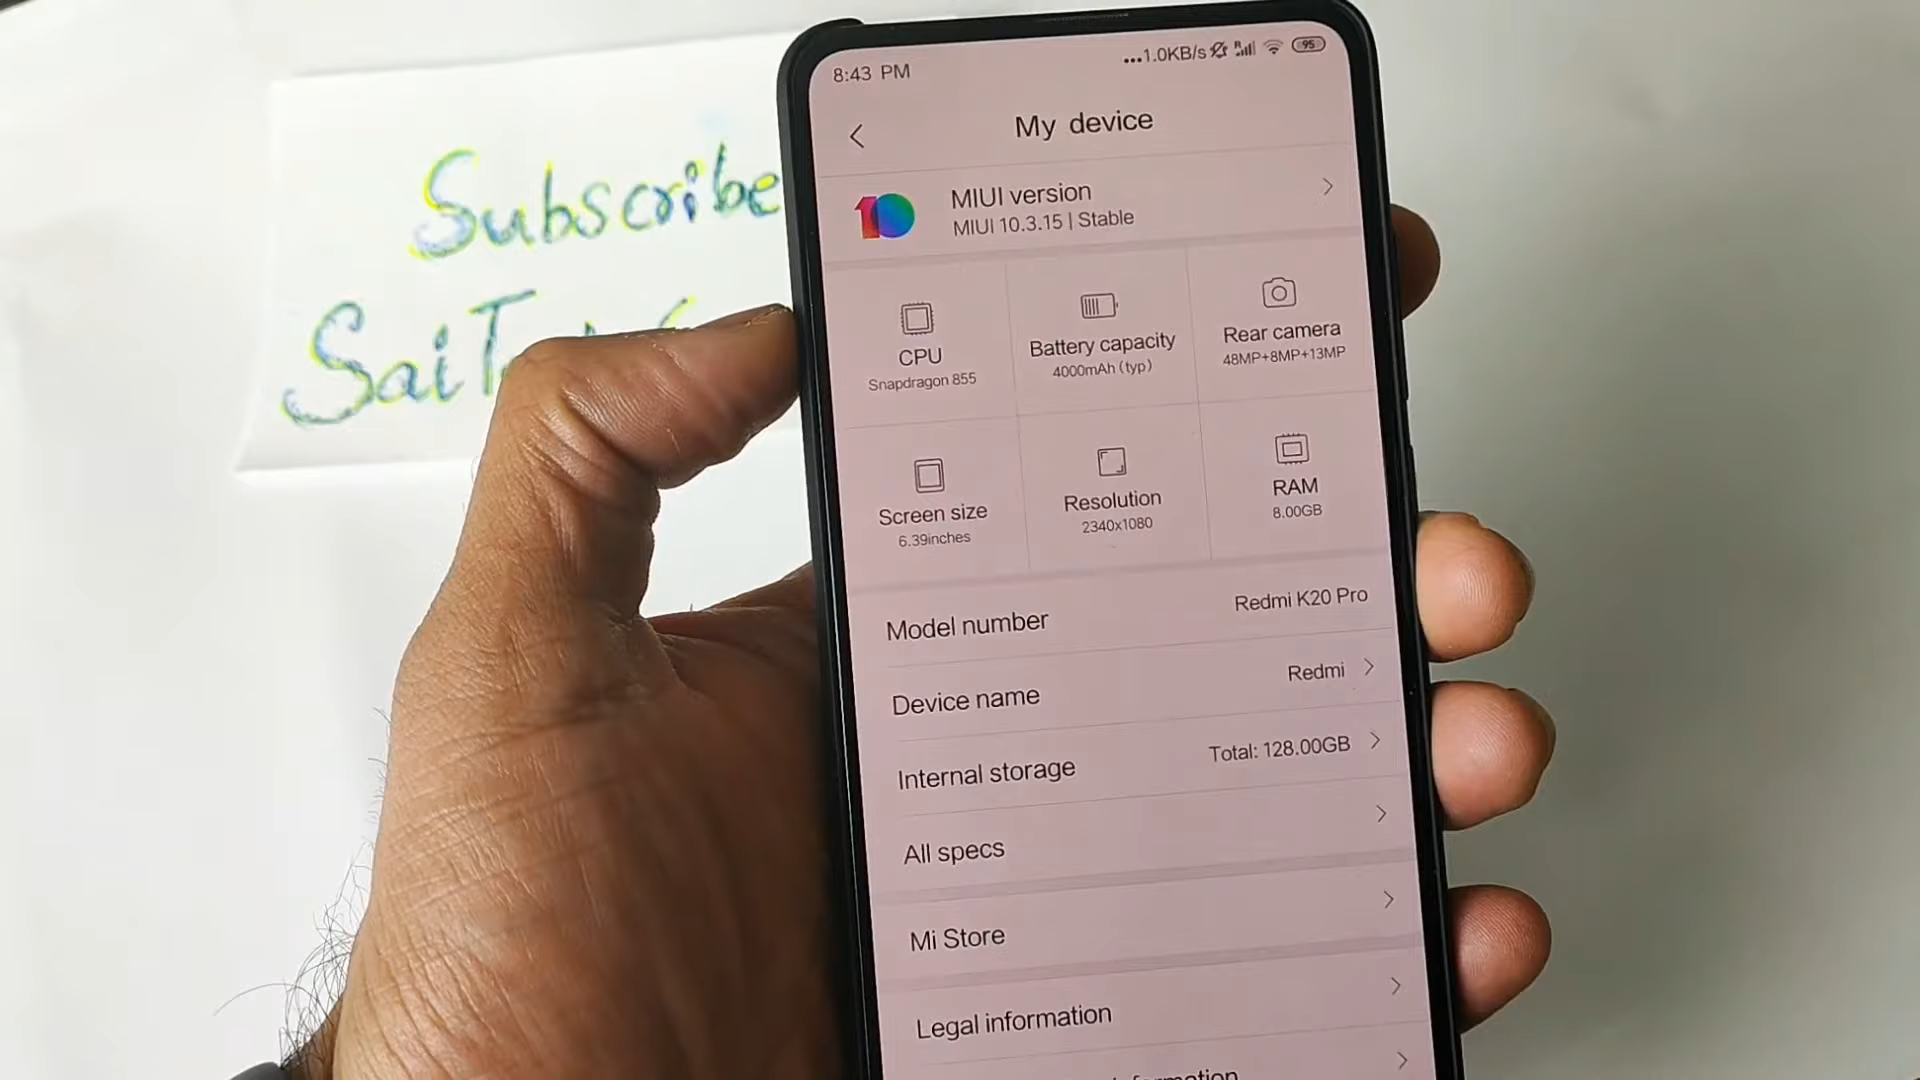 Subscribe
8:43 PM
...1.0KB/s
R
95
My device
10
MIUI version
MIUI 10.3.15 | Stable
CPU
Snapdragon 855
Battery capacity
4000mAh (typ)
Rear camera
48MP+8MP+13MP
Screen size
6.39inches
Resolution
2340x1080
RAM
8.00GB
Model number Redmi K20 Pro
Device name Redmi
Internal storage Total: 128.00GB
All specs
Mi Store
Legal information